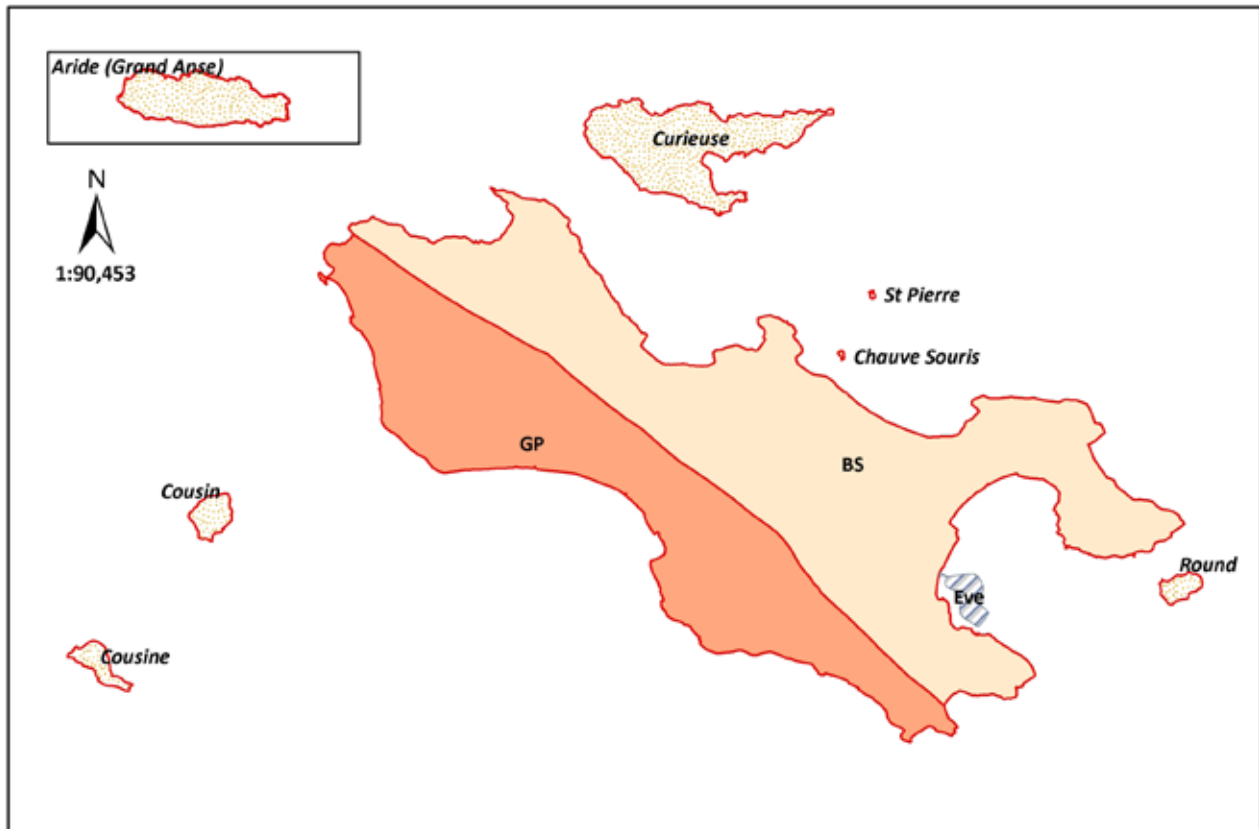 Aride (Grand Anse)
Curieuse
N
1:90,453
St Pierre
Chauve Souris
GP
BS
Cousin
Round
Eve
Cousine